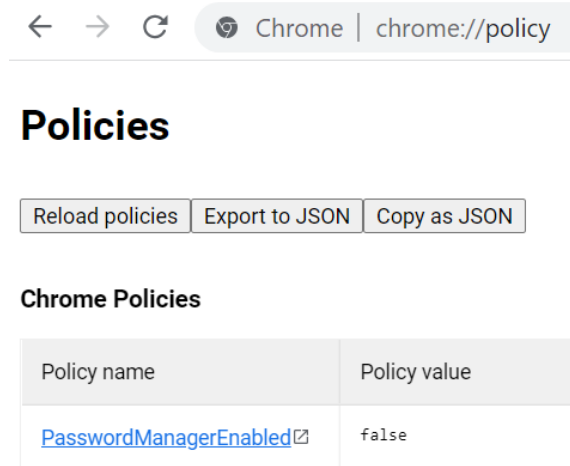 Chrome | chrome://policy
Policies
Reload policies Export to JSON Copy as JSON
Chrome Policies
Policy name Policy value
PasswordManagerEnabled false